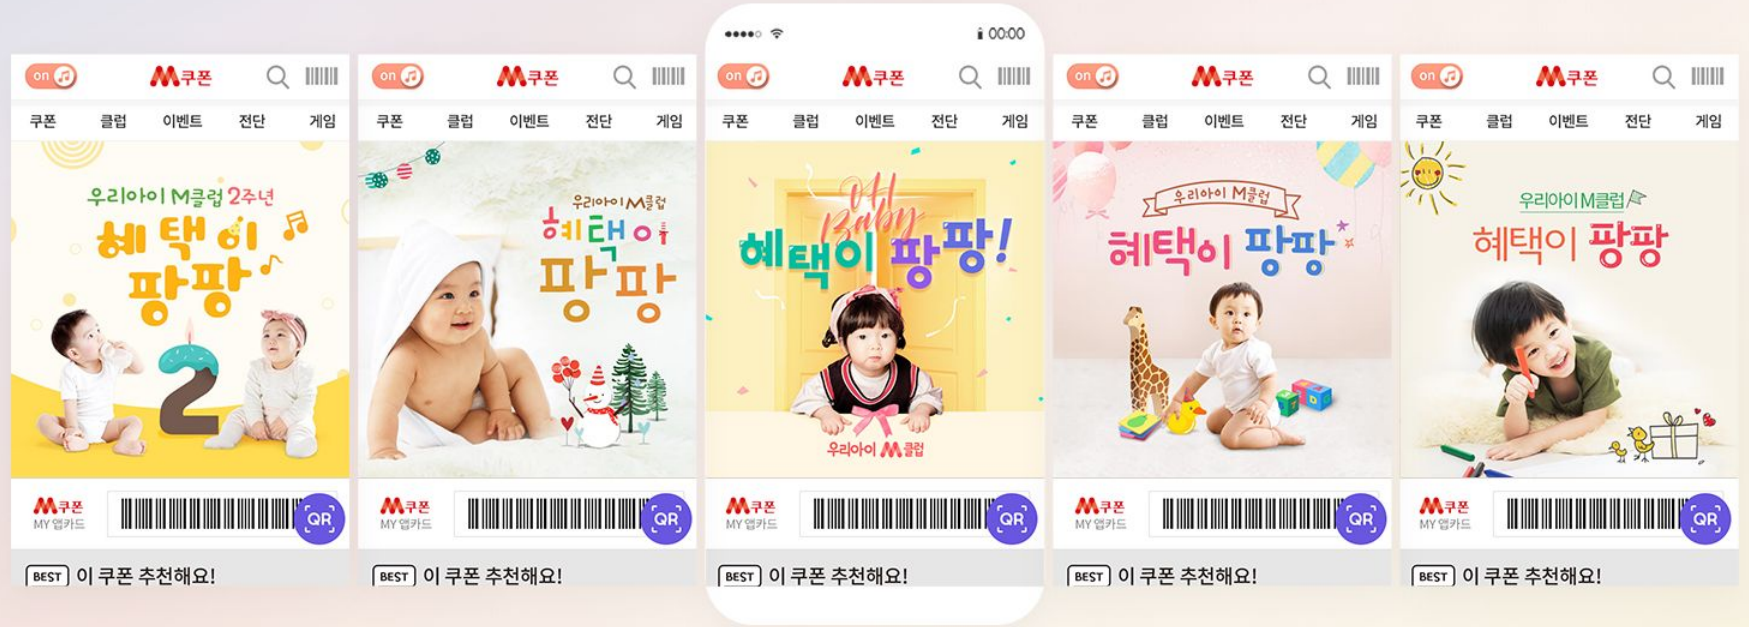 on M쿠폰
쿠폰 클럽 이벤트 전단 게임
우리아이 M클럽 2주년
혜택이
팡팡
M쿠폰
MY 앱카드
QR
BEST 이 쿠폰 추천해요!
on M쿠폰
쿠폰 클럽 이벤트 전단 게임
우리아이 M클럽
혜택이
팡팡
M쿠폰
MY 앱카드
QR
BEST 이 쿠폰 추천해요!
00:00
on M쿠폰
쿠폰 클럽 이벤트 전단 게임
Oh!
Baby
혜택이 팡팡!
우리아이 M클럽
M쿠폰
MY 앱카드
QR
BEST 이 쿠폰 추천해요!
on M쿠폰
쿠폰 클럽 이벤트 전단 게임
우리아이 M클럽
혜택이 팡팡
M쿠폰
MY 앱카드
QR
BEST 이 쿠폰 추천해요!
on M쿠폰
쿠폰 클럽 이벤트 전단 게임
우리아이 M클럽
혜택이 팡팡
M쿠폰
MY 앱카드
QR
BEST 이 쿠폰 추천해요!